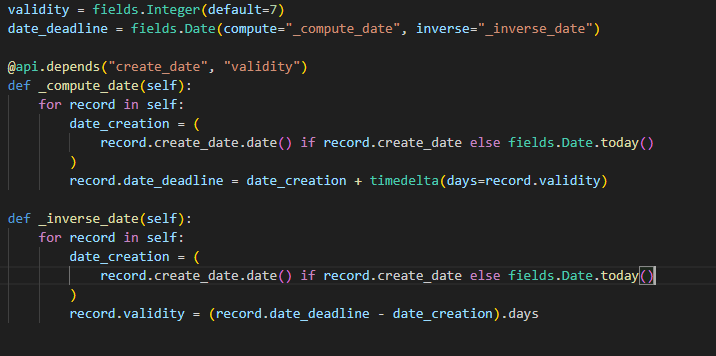 validity = fields.Integer(default=7)
date_deadline = fields.Date(compute="_compute_date", inverse="_inverse_date")

@api.depends("create_date", "validity")
def _compute_date(self):
    for record in self:
        date_creation = (
            record.create_date.date() if record.create_date else fields.Date.today()
        )
        record.date_deadline = date_creation + timedelta(days=record.validity)

def _inverse_date(self):
    for record in self:
        date_creation = (
            record.create_date.date() if record.create_date else fields.Date.today()
        )
        record.validity = (record.date_deadline - date_creation).days